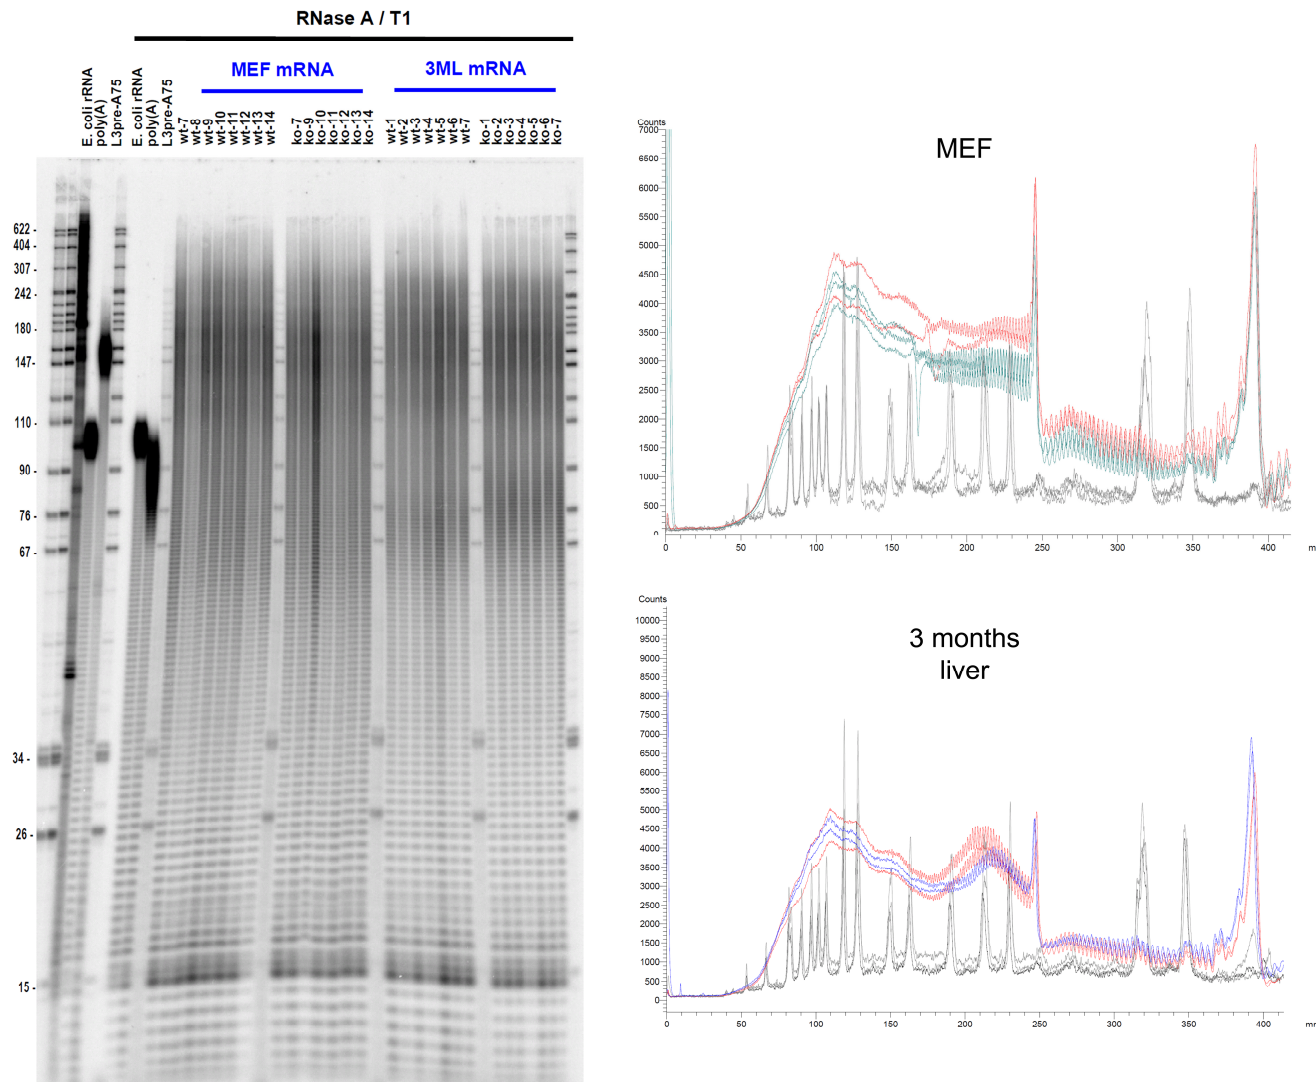 RNase A / T1
MEF mRNA
3ML mRNA
E. coli rRNA
poly(A)
L3pre-A75
E. coli rRNA
poly(A)
L3pre-A75
wt-7
wt-8
wt-9
wt-10
wt-11
wt-12
wt-13
wt-14
ko-7
ko-9
ko-10
ko-11
ko-12
ko-13
ko-14
wt-1
wt-2
wt-3
wt-4
wt-5
wt-6
wt-7
ko-1
ko-2
ko-3
ko-4
ko-5
ko-6
ko-7
622 -
404 -
307 -
242 -
180 -
147-
110 -
90 -
76 -
67 -
34 -
26 -
15 -
Counts
MEF
7000
6500
6000
5500
5000
4500
4000
3500
3000
2500
2000
1500
1000
500
0
0 50 100 150 200 250 300 350 400
Counts
3 months
liver
10000
9500
9000
8500
8000
7500
7000
6500
6000
5500
5000
4500
4000
3500
3000
2500
2000
1500
1000
500
0
0 50 100 150 200 250 300 350 400